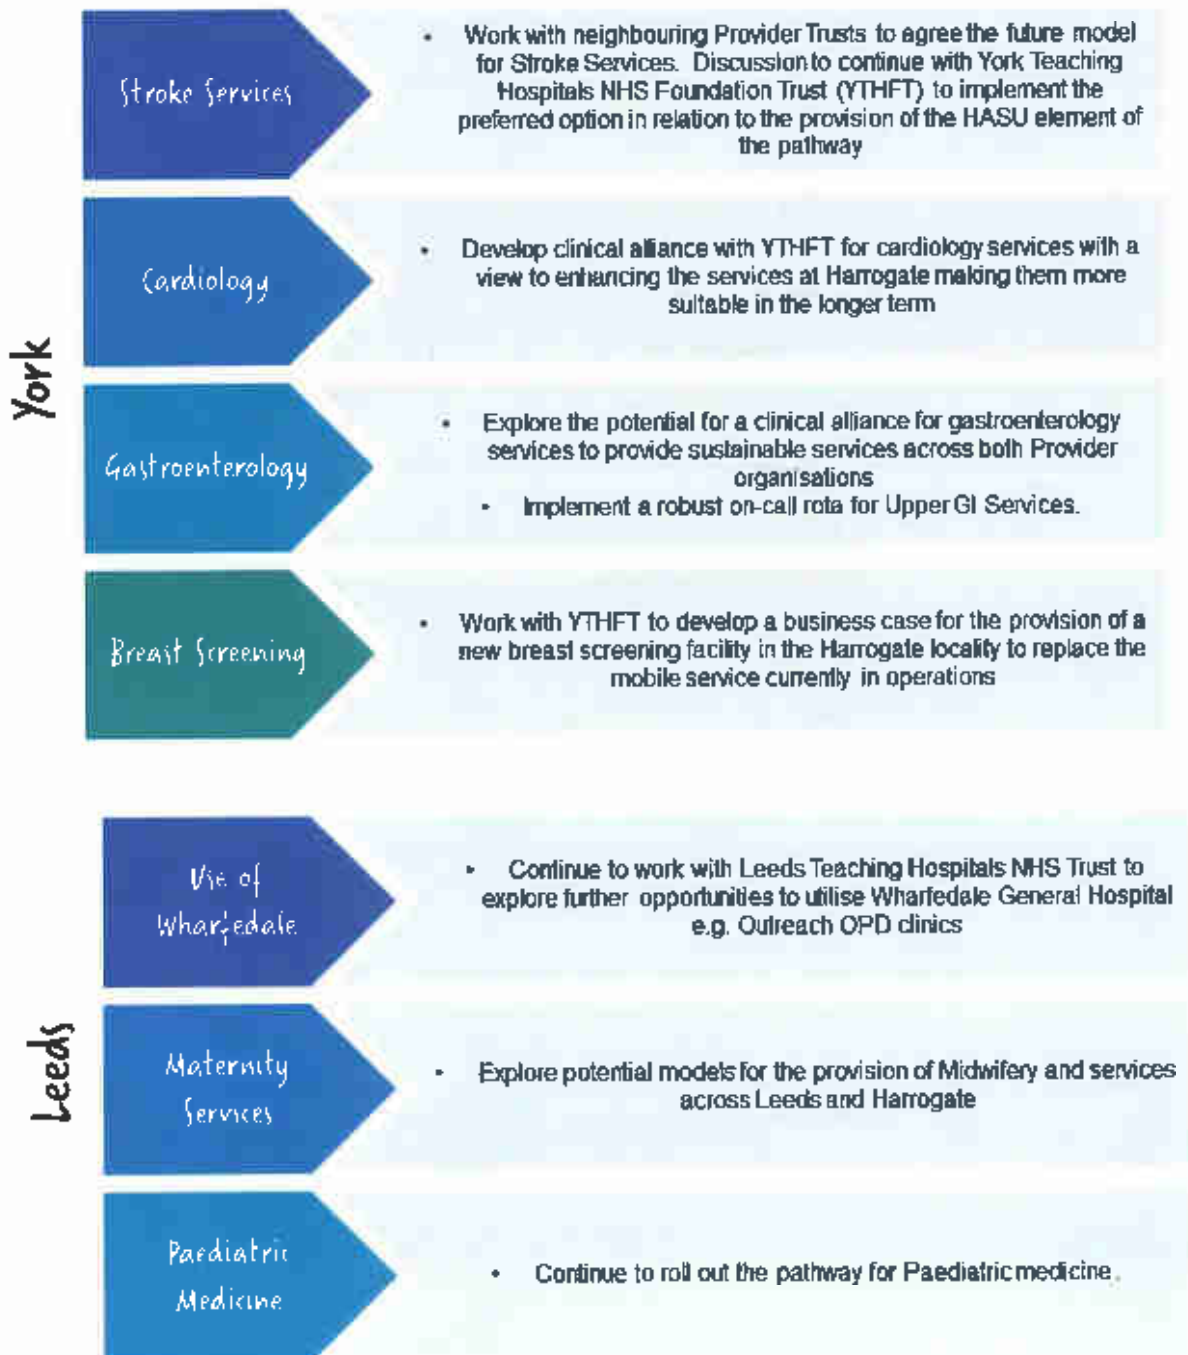 York
Stroke Services
• Work with neighbouring Provider Trusts to agree the future model
for Stroke Services. Discussion to continue with York Teaching
Hospitals NHS Foundation Trust (YTHFT) to implement the
preferred option in relation to the provision of the HASU element of
the pathway
Cardiology
• Develop clinical alliance with YTHFT for cardiology services with a
view to enhancing the services at Harrogate making them more
suitable in the longer term
Gastroenterology
• Explore the potential for a clinical alliance for gastroenterology
services to provide sustainable services across both Provider
organisations
• Implement a robust on-call rota for Upper GI Services.
Breast Screening
• Work with YTHFT to develop a business case for the provision of a
new breast screening facility in the Harrogate locality to replace the
mobile service currently in operations
Leeds
Use of
Wharfedale
• Continue to work with Leeds Teaching Hospitals NHS Trust to
explore further opportunities to utilise Wharfedale General Hospital
e.g. Outreach OPD clinics
Maternity
Services
• Explore potential models for the provision of Midwifery and services
across Leeds and Harrogate
Paediatric
Medicine
• Continue to roll out the pathway for Paediatric medicine.